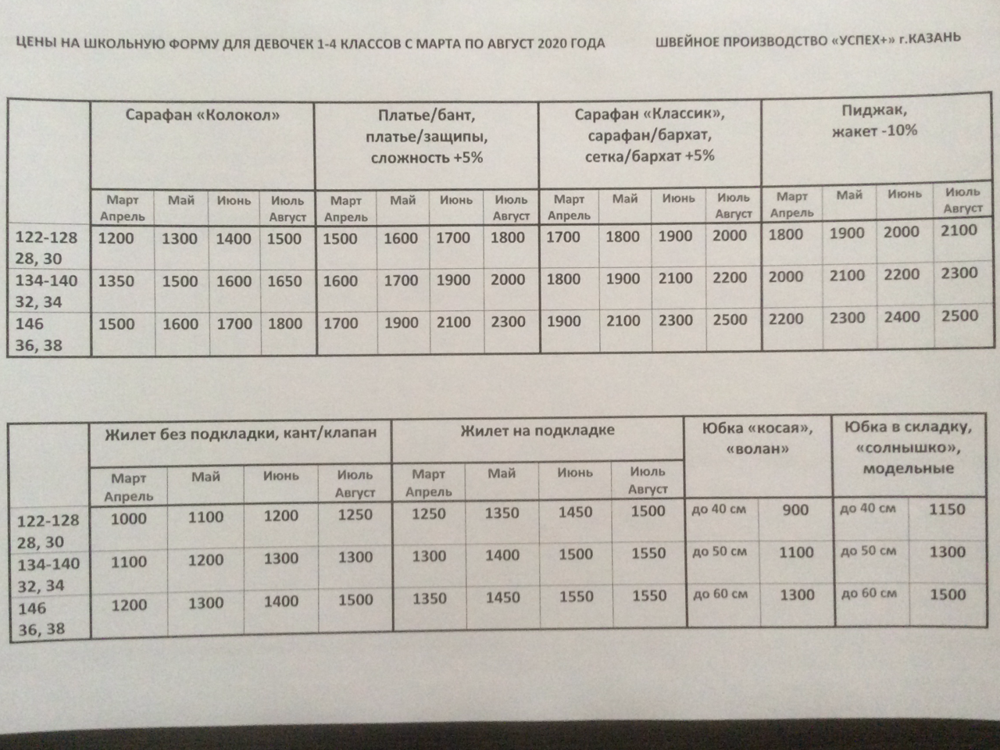 ЦЕНЫ НА ШКОЛЬНУЮ ФОРМУ ДЛЯ ДЕВОЧЕК 1-4 КЛАССОВ С МАРТА ПО АВГУСТ 2020 ГОДА ШВЕЙНОЕ ПРОИЗВОДСТВО «УСПЕХ+» г.КАЗАНЬ
Сарафан «Колокол» Платье/бант, Сарафан «Классик», Пиджак,
платье/защипы, сарафан/бархат, жакет -10%
сложность +5% сетка/бархат +5%
Март Май Июнь Июль Март Май Июнь Июль Март Май Июнь Июль Март Май Июнь Июль
Апрель Август Апрель Август Апрель Август Апрель Август
122-128 1200 1300 1400 1500 1500 1600 1700 1800 1700 1800 1900 2000 1800 1900 2000 2100
28, 30
134-140 1350 1500 1600 1650 1600 1700 1900 2000 1800 1900 2100 2200 2000 2100 2200 2300
32, 34
146 1500 1600 1700 1800 1700 1900 2100 2300 1900 2100 2300 2500 2200 2300 2400 2500
36, 38
Жилет без подкладки, кант/клапан Жилет на подкладке Юбка «косая», Юбка в складку,
«волан» «солнышко»,
модельные
Март Май Июнь Июль Март Май Июнь Июль
Апрель Август Апрель Август
122-128 1000 1100 1200 1250 1250 1350 1450 1500 до 40 см 900 до 40 см 1150
28, 30
134-140 1100 1200 1300 1300 1300 1400 1500 1550 до 50 см 1100 до 50 см 1300
32, 34
146 1200 1300 1400 1500 1350 1450 1550 1550 до 60 см 1300 до 60 см 1500
36, 38